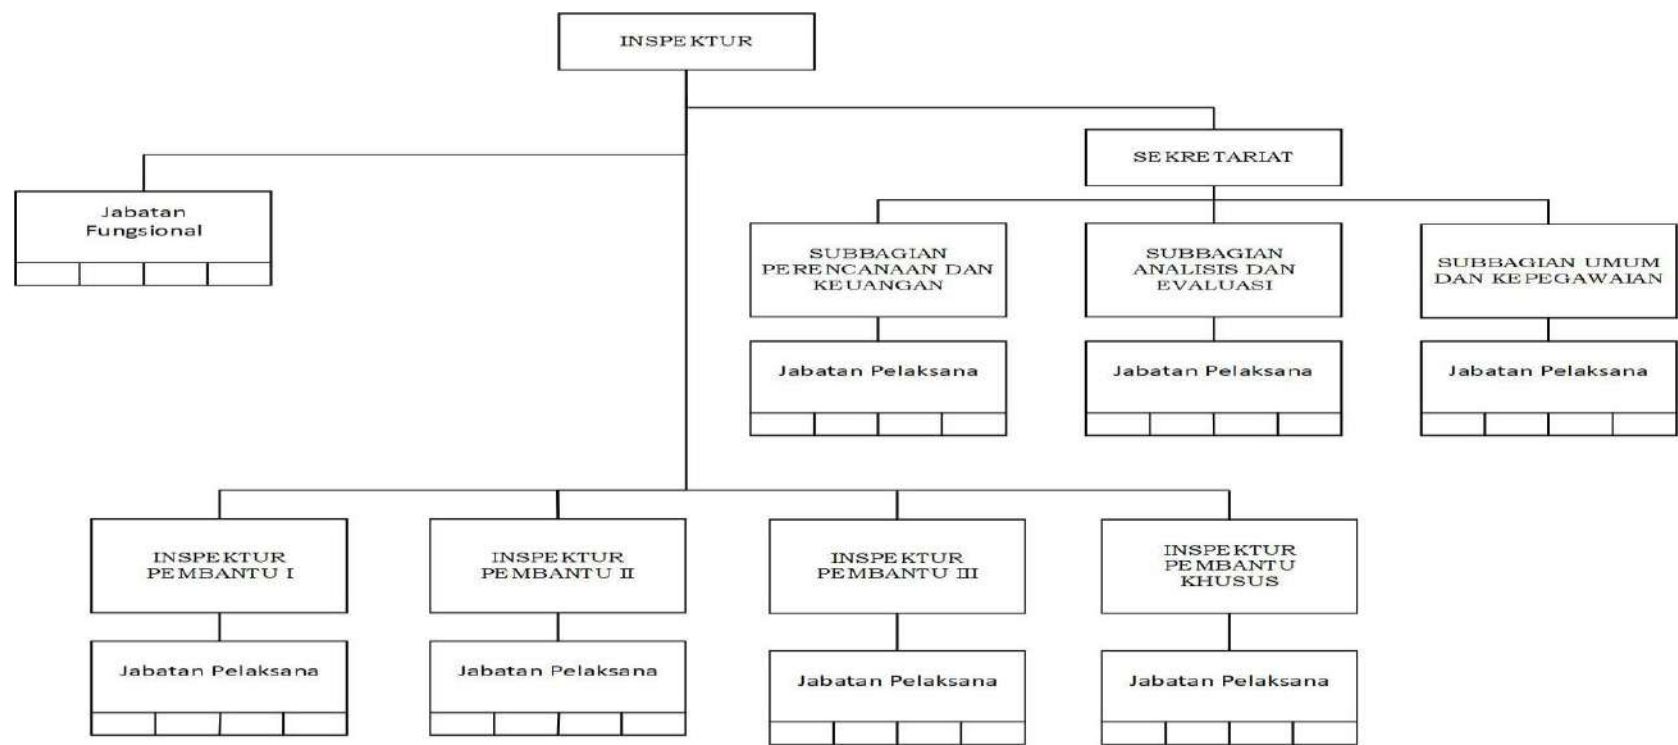 INSPEKTUR
SEKRETARIAT
Jabatan
Fungsional
SUBBAGIAN
PERENCANAAN DAN
KEUANGAN
SUBBAGIAN
ANALISIS DAN
EVALUASI
SUBBAGIAN UMUM
DAN KEPEGAWAIAN
Jabatan Pelaksana
Jabatan Pelaksana
Jabatan Pelaksana
INSPEKTUR
PEMBANTU I
INSPEKTUR
PEMBANTU II
INSPEKTUR
PEMBANTU III
INSPEKTUR
PEMBANTU
KHUSUS
Jabatan Pelaksana
Jabatan Pelaksana
Jabatan Pelaksana
Jabatan Pelaksana